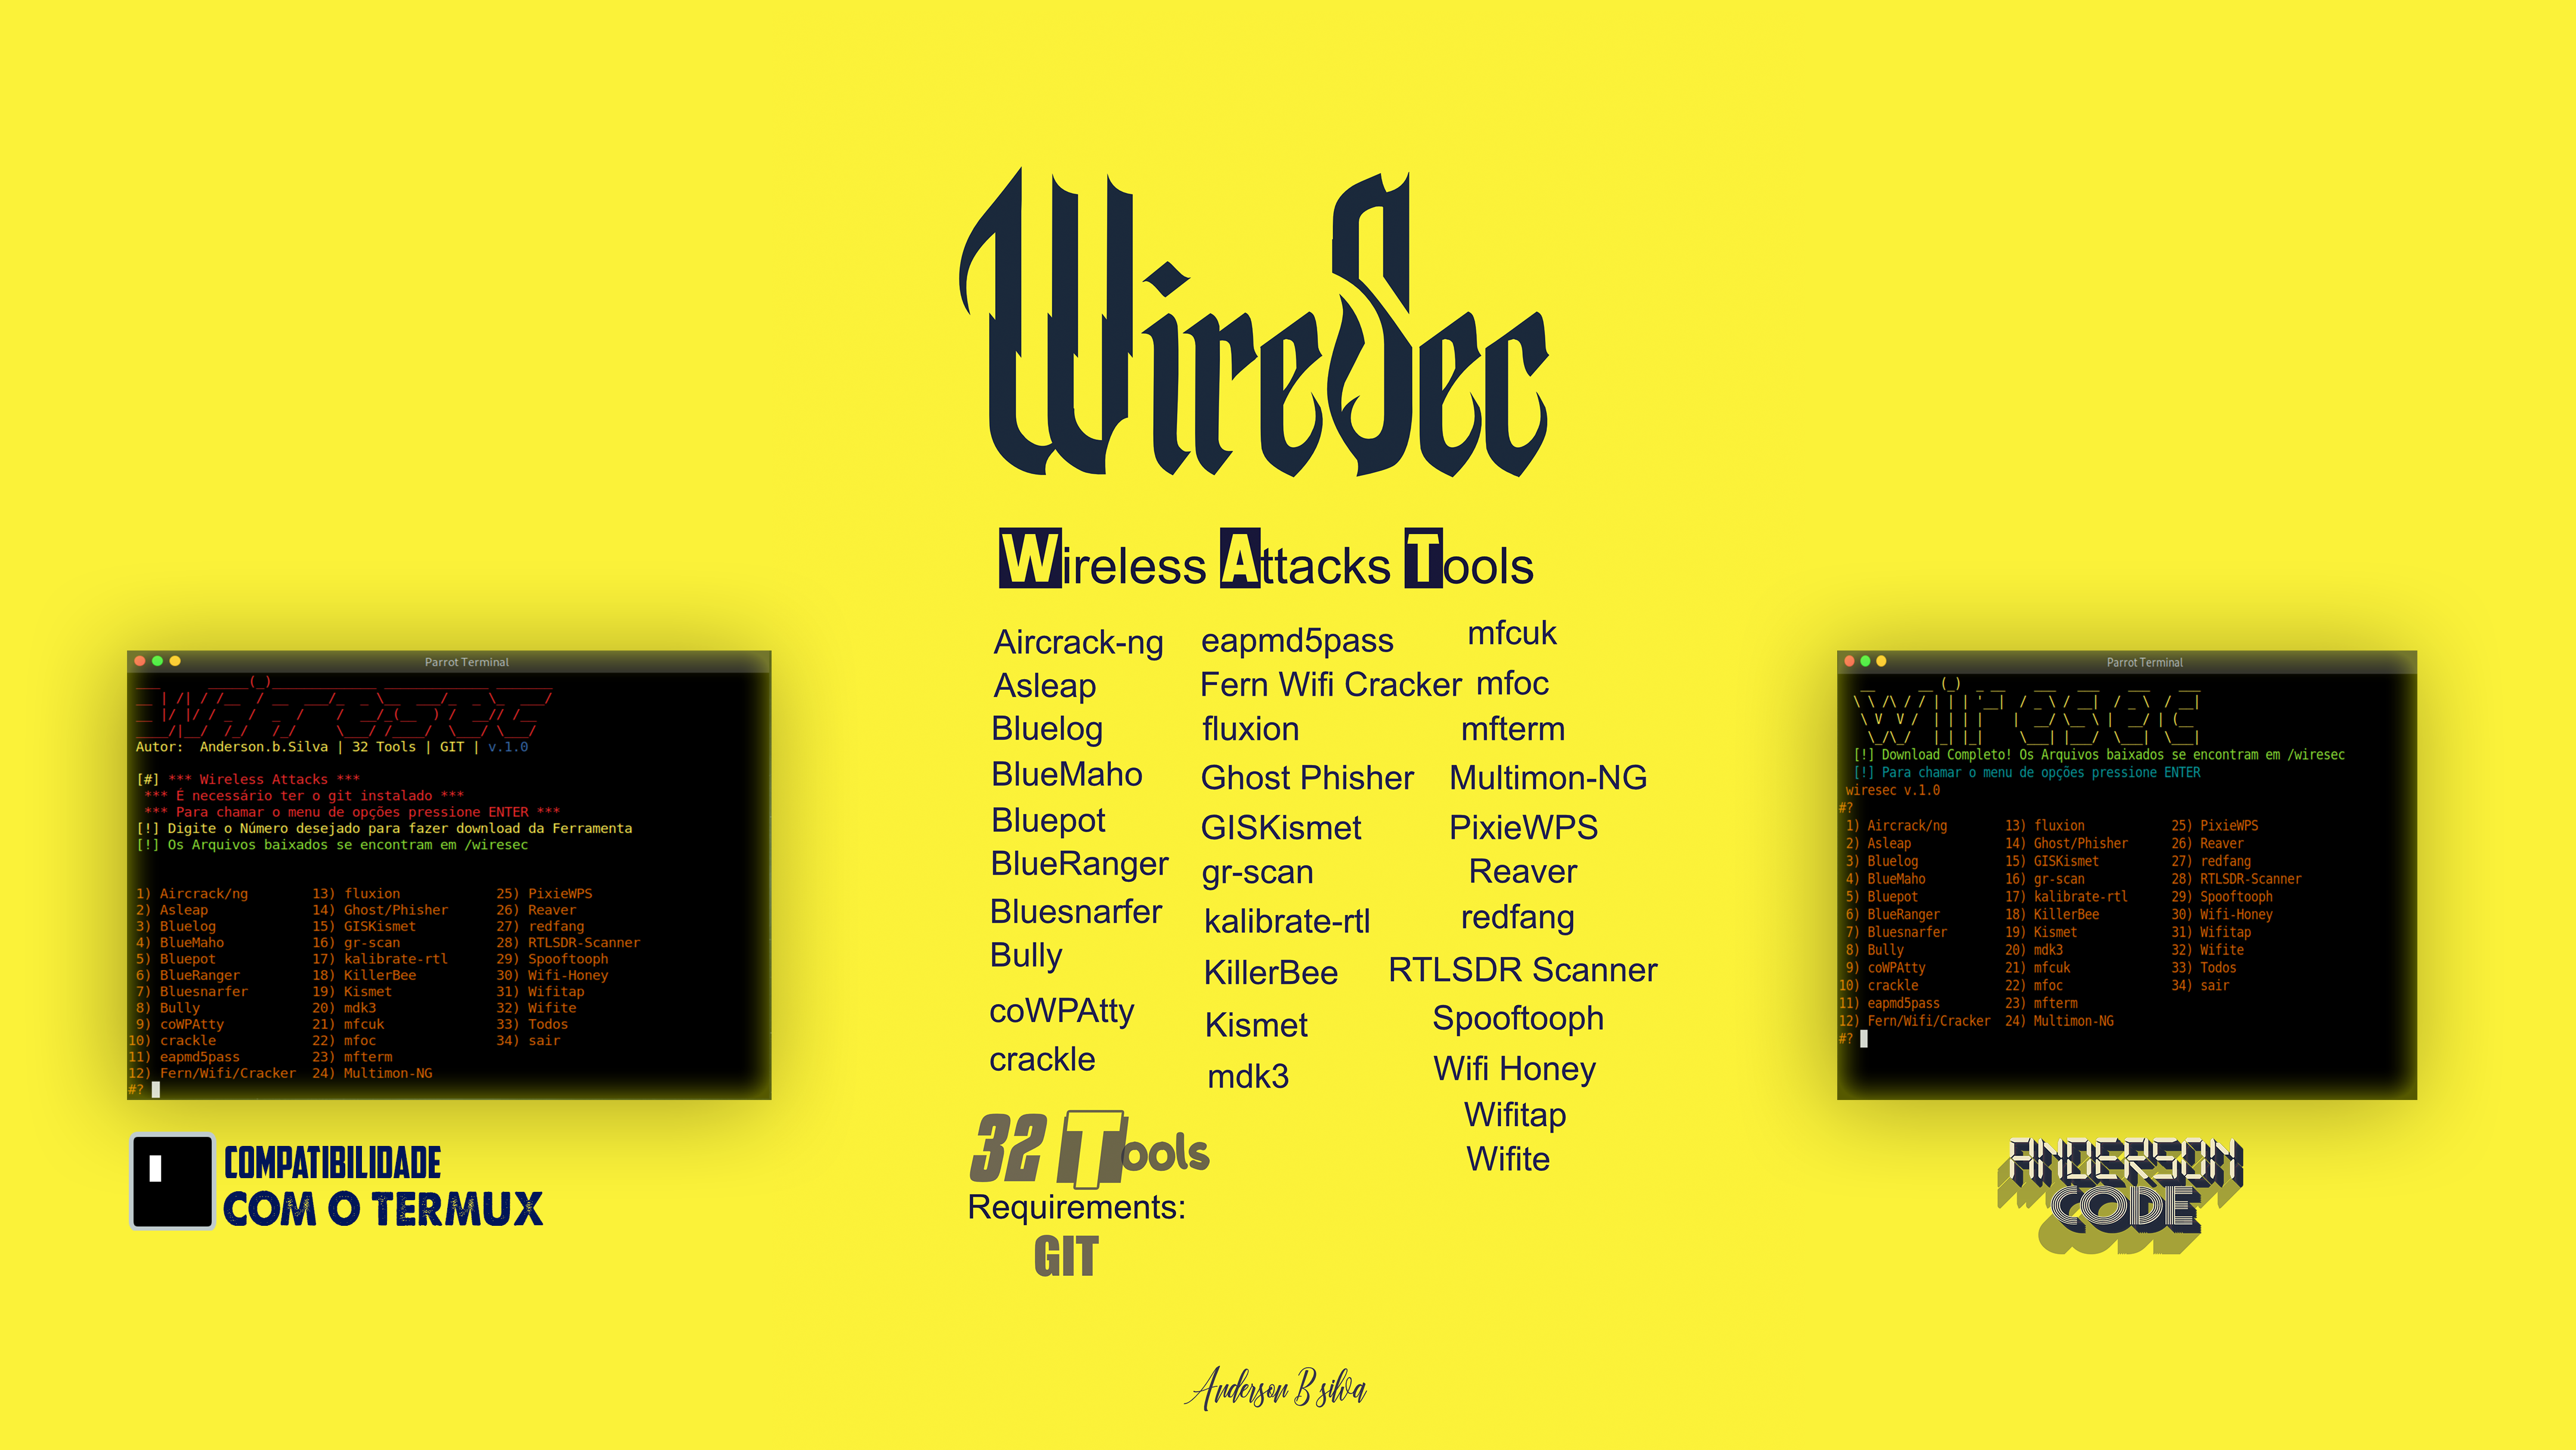 WireSec
Wireless Attacks Tools
Aircrack-ng
Asleap
Bluelog
BlueMaho
Bluepot
BlueRanger
Bluesnarfer
Bully
coWPAtty
crackle
eapmd5pass
Fern Wifi Cracker
fluxion
Ghost Phisher
GISKismet
gr-scan
kalibrate-rtl
KillerBee
Kismet
mdk3
mfcuk
mfoc
mfterm
Multimon-NG
PixieWPS
Reaver
redfang
RTLSDR Scanner
Spooftooph
Wifi Honey
Wifitap
Wifite
32 Tools
Requirements:
GIT
Parrot Terminal
Autor: Anderson.b.Silva | 32 Tools | GIT | v.1.0
[#] *** Wireless Attacks ***
*** É necessário ter o git instalado ***
*** Para chamar o menu de opções pressione ENTER ***
[!] Digite o Número desejado para fazer download da Ferramenta
[!] Os Arquivos baixados se encontram em /wiresec
1) Aircrack/ng 13) fluxion 25) PixieWPS
2) Asleap 14) Ghost/Phisher 26) Reaver
3) Bluelog 15) GISKismet 27) redfang
4) BlueMaho 16) gr-scan 28) RTLSDR-Scanner
5) Bluepot 17) kalibrate-rtl 29) Spooftooph
6) BlueRanger 18) KillerBee 30) Wifi-Honey
7) Bluesnarfer 19) Kismet 31) Wifitap
8) Bully 20) mdk3 32) Wifite
9) coWPAtty 21) mfcuk 33) Todos
10) crackle 22) mfoc 34) sair
11) eapmd5pass 23) mfterm
12) Fern/Wifi/Cracker 24) Multimon-NG
#?
COMPATIBILIDADE
COM O TERMUX
Parrot Terminal
wiresec
[!] Download Completo! Os Arquivos baixados se encontram em /wiresec
[!] Para chamar o menu de opções pressione ENTER
wiresec v.1.0
#?
1) Aircrack/ng 13) fluxion 25) PixieWPS
2) Asleap 14) Ghost/Phisher 26) Reaver
3) Bluelog 15) GISKismet 27) redfang
4) BlueMaho 16) gr-scan 28) RTLSDR-Scanner
5) Bluepot 17) kalibrate-rtl 29) Spooftooph
6) BlueRanger 18) KillerBee 30) Wifi-Honey
7) Bluesnarfer 19) Kismet 31) Wifitap
8) Bully 20) mdk3 32) Wifite
9) coWPAtty 21) mfcuk 33) Todos
10) crackle 22) mfoc 34) sair
11) eapmd5pass 23) mfterm
12) Fern/Wifi/Cracker 24) Multimon-NG
#?
ANDERSON
CODE
Anderson B silva